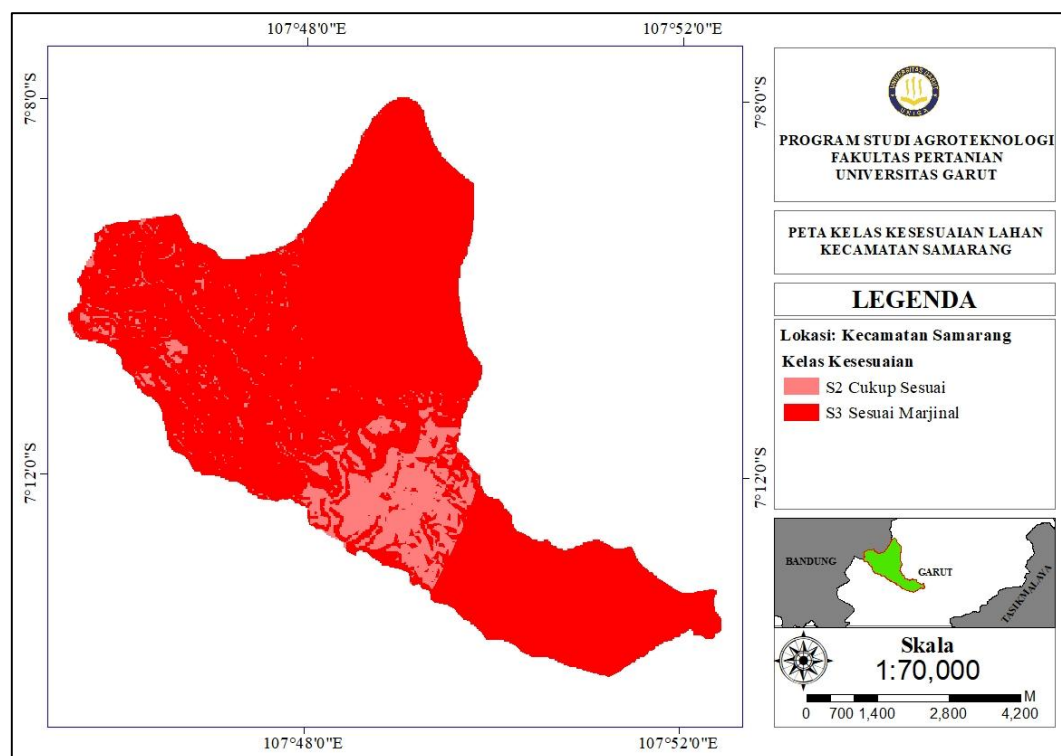 107°48'0"E
107°52'0"E
7°8'0"S
7°8'0"S
7°12'0"S
7°12'0"S
107°48'0"E
107°52'0"E
UNIVERSITAS GARUT
UNIGA
PROGRAM STUDI AGROTEKNOLOGI
FAKULTAS PERTANIAN
UNIVERSITAS GARUT
PETA KELAS KESESUAIAN LAHAN
KECAMATAN SAMARANG
LEGENDA
Lokasi: Kecamatan Samarang
Kelas Kesesuaian
S2 Cukup Sesuai
S3 Sesuai Marjinal
BANDUNG
GARUT
TASIKMALAYA
Skala
1:70,000
M
0 700 1,400 2,800 4,200